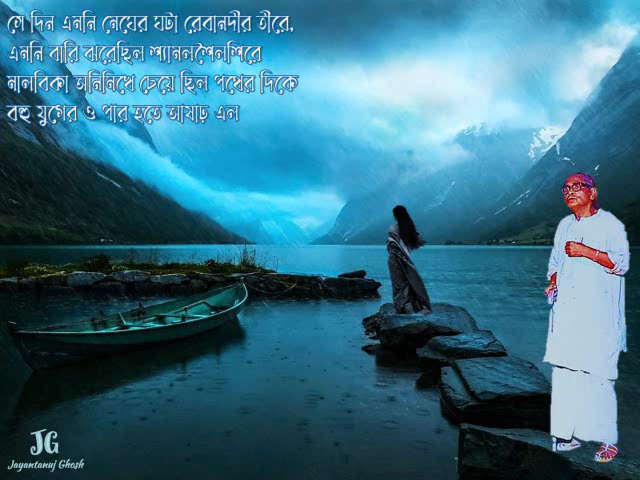 সে দিন এমনি মেঘের ঘটা রেবানদীর তীরে,
এমনি বারি ঝরেছিল শ্যামলশৈলশিরে
মালবিকা অনিমিখে চেয়ে ছিল পথের দিকে
বহু যুগের ও পার হতে আষাঢ় এল
JG
Jayantanuj Ghosh